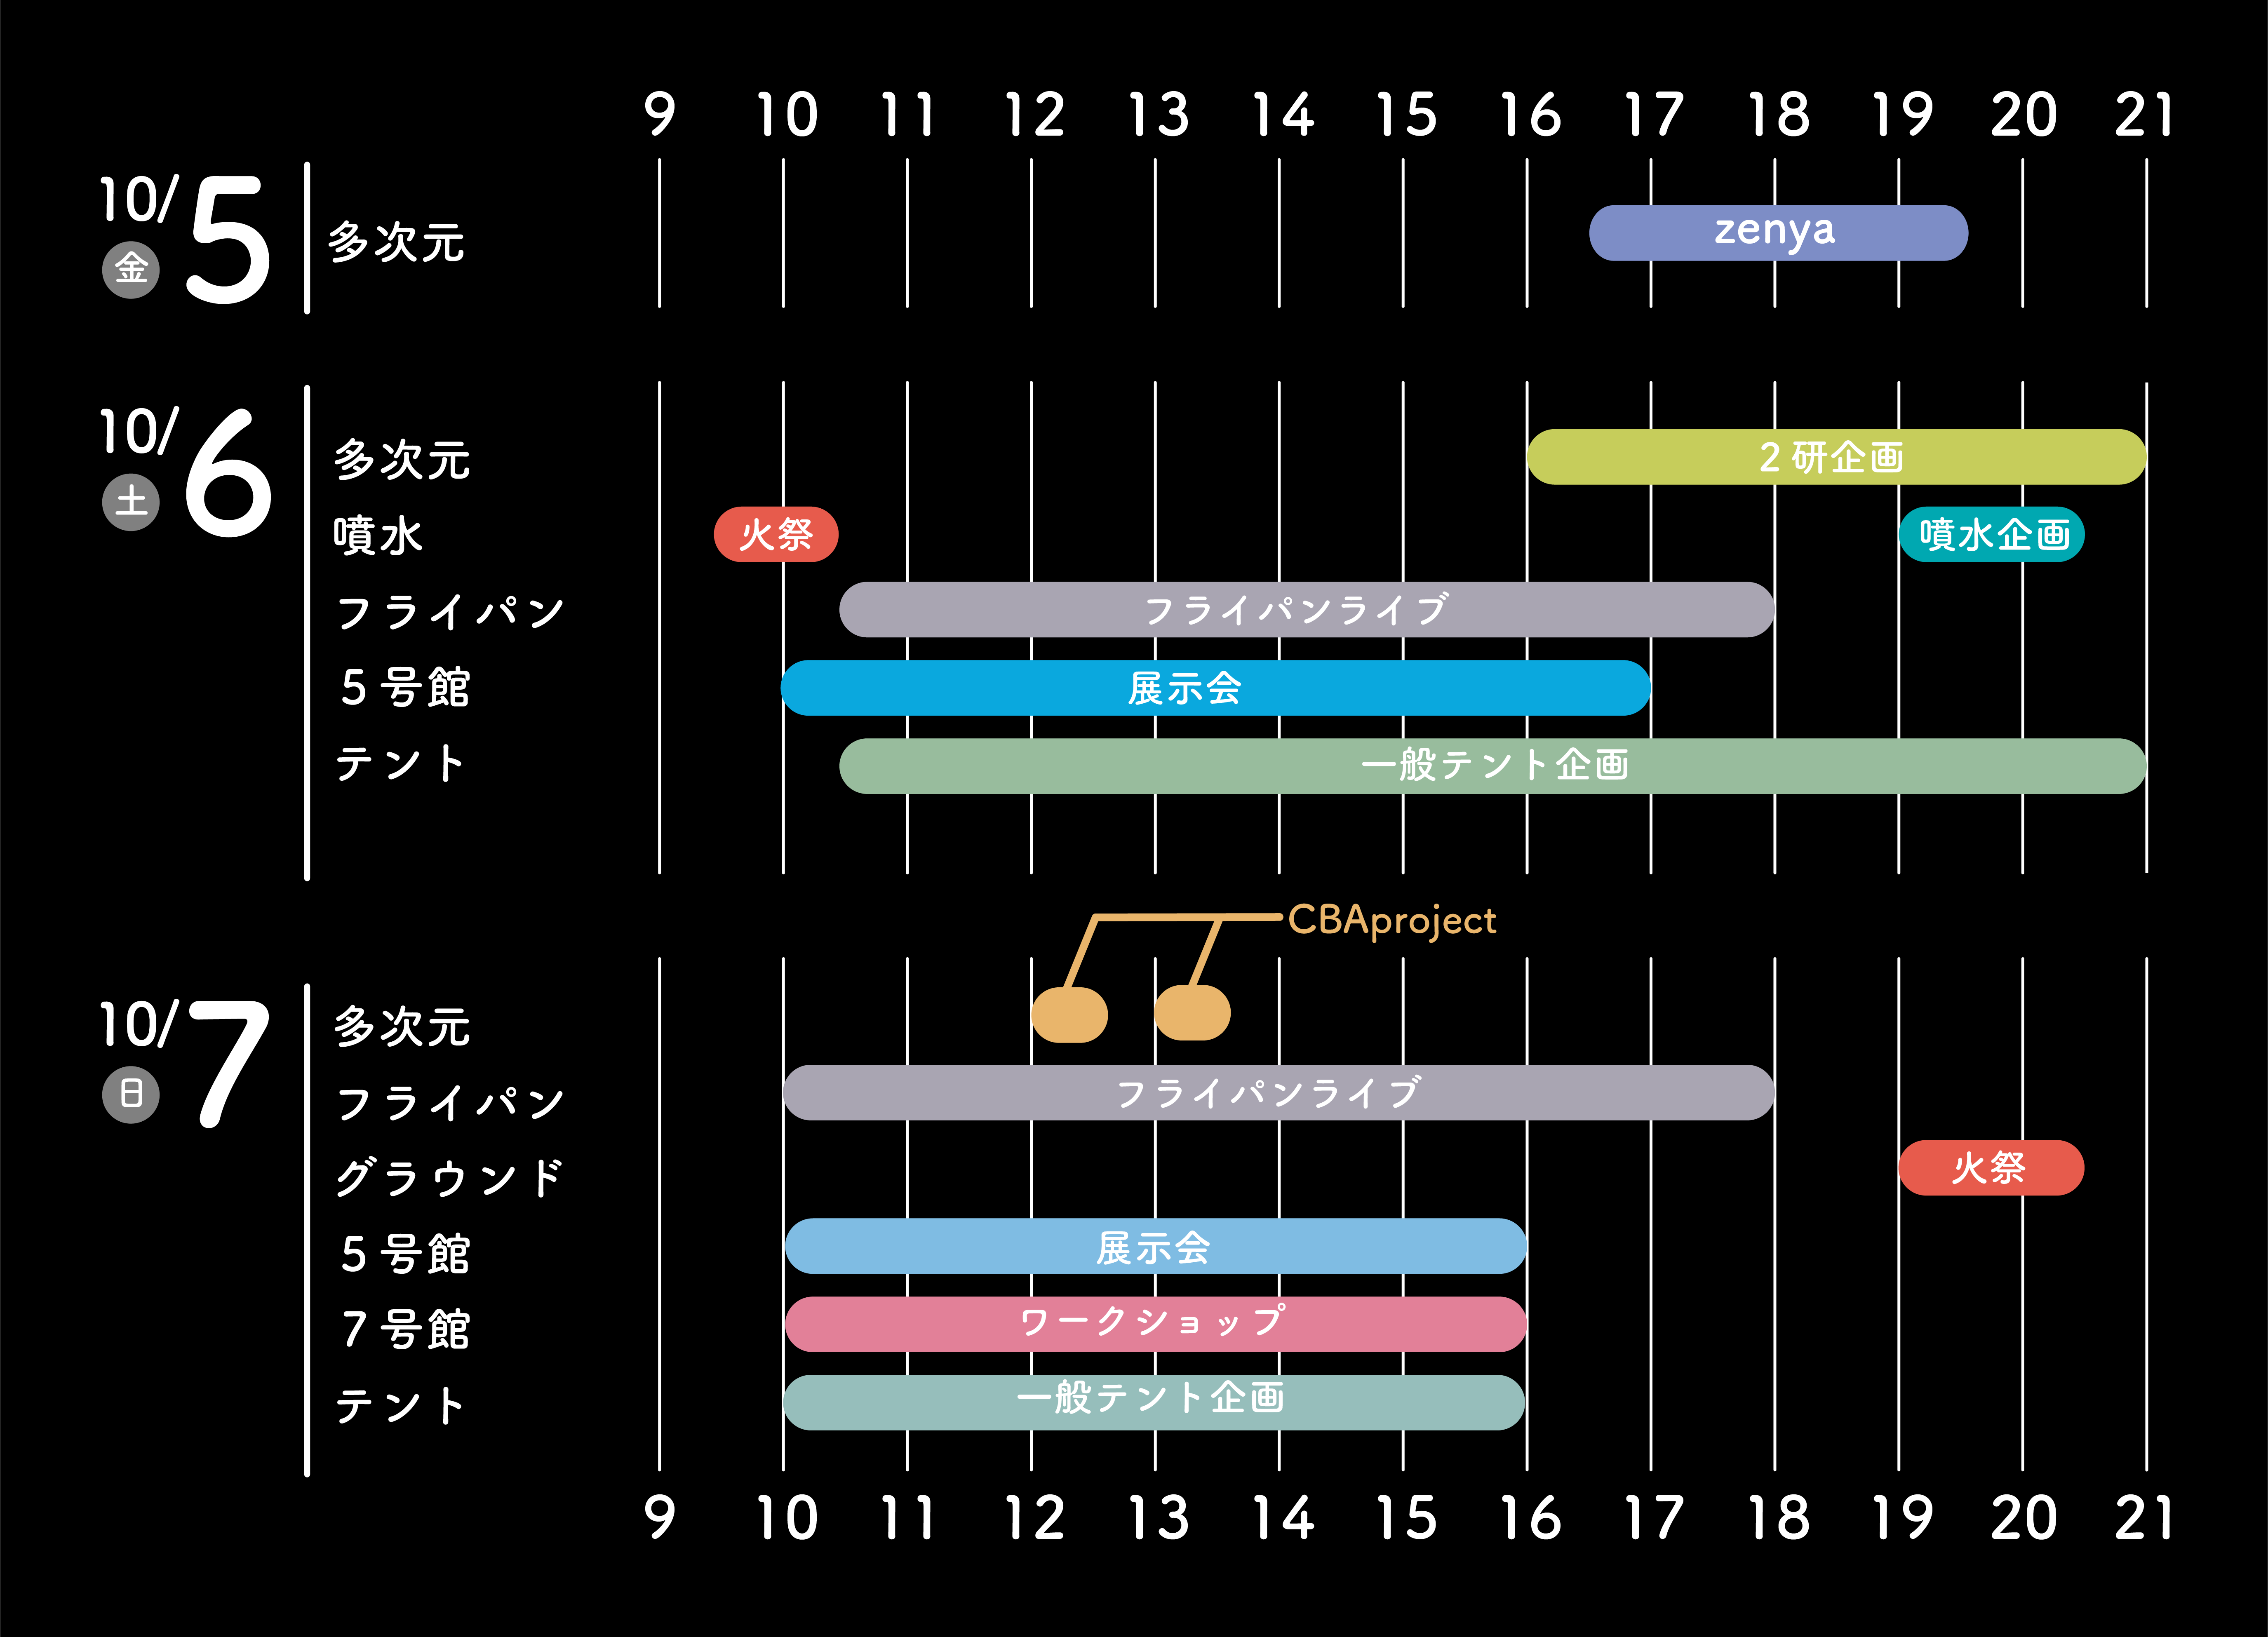 9 10 11 12 13 14 15 16 17 18 19 20 21
10/5
金
多次元
zenya
10/6
土
多次元
2研企画
噴水
火祭
噴水企画
フライパン
フライパンライブ
5号館
展示会
テント
一般テント企画
CBAproject
10/7
日
多次元
フライパン
フライパンライブ
グラウンド
火祭
5号館
展示会
7号館
ワークショップ
テント
一般テント企画
9 10 11 12 13 14 15 16 17 18 19 20 21